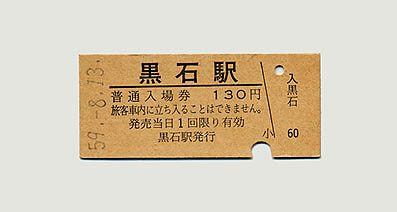 59.-8.13.
黒石駅
普通入場券 130円
旅客車内に立ち入ることはできません。
発売当日1回限り有効
黒石駅発行
小
入黒石
60